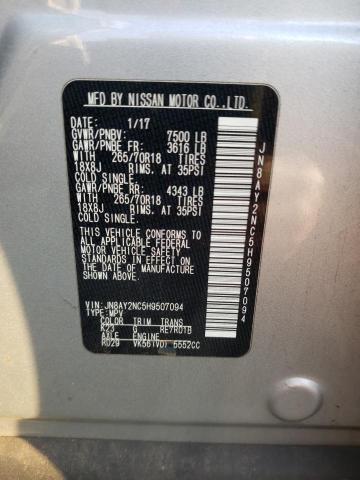 MFD BY NISSAN MOTOR CO.,LTD.
DATE: 1/17
GVWR/PNBV: 7500 LB
GAWR/PNBE FR: 3616 LB
WITH 265/70R18 TIRES
18X8J RIMS. AT 35PSI
COLD SINGLE.
GAWR/PNBE RR: 4343 LB
WITH 265/70R18 TIRES
18X8J RIMS. AT 35PSI
COLD SINGLE.
THIS VEHICLE CONFORMS TO
ALL APPLICABLE FEDERAL
MOTOR VEHICLE SAFETY
STANDARDS IN EFFECT ON
THE DATE OF MANUFACTURE
SHOWN ABOVE.
VIN: JN8AY2NC5H9507094
TYPE: MPV
COLOR TRIM TRANS
K23 G RE7R01B
AXLE ENGINE
RD29 VK56(VD) 5552CC
JN8AY2NC5H9507094